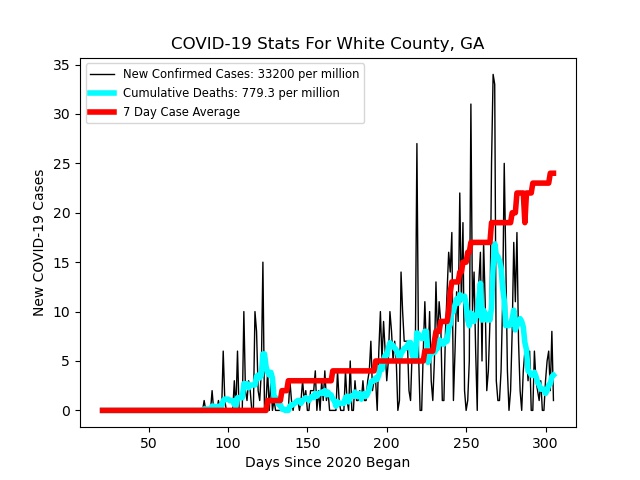 COVID-19 Stats For White County, GA
New Confirmed Cases: 33200 per million
Cumulative Deaths: 779.3 per million
7 Day Case Average
New COVID-19 Cases
35
30
25
20
15
10
5
0
50
100
150
200
250
300
Days Since 2020 Began